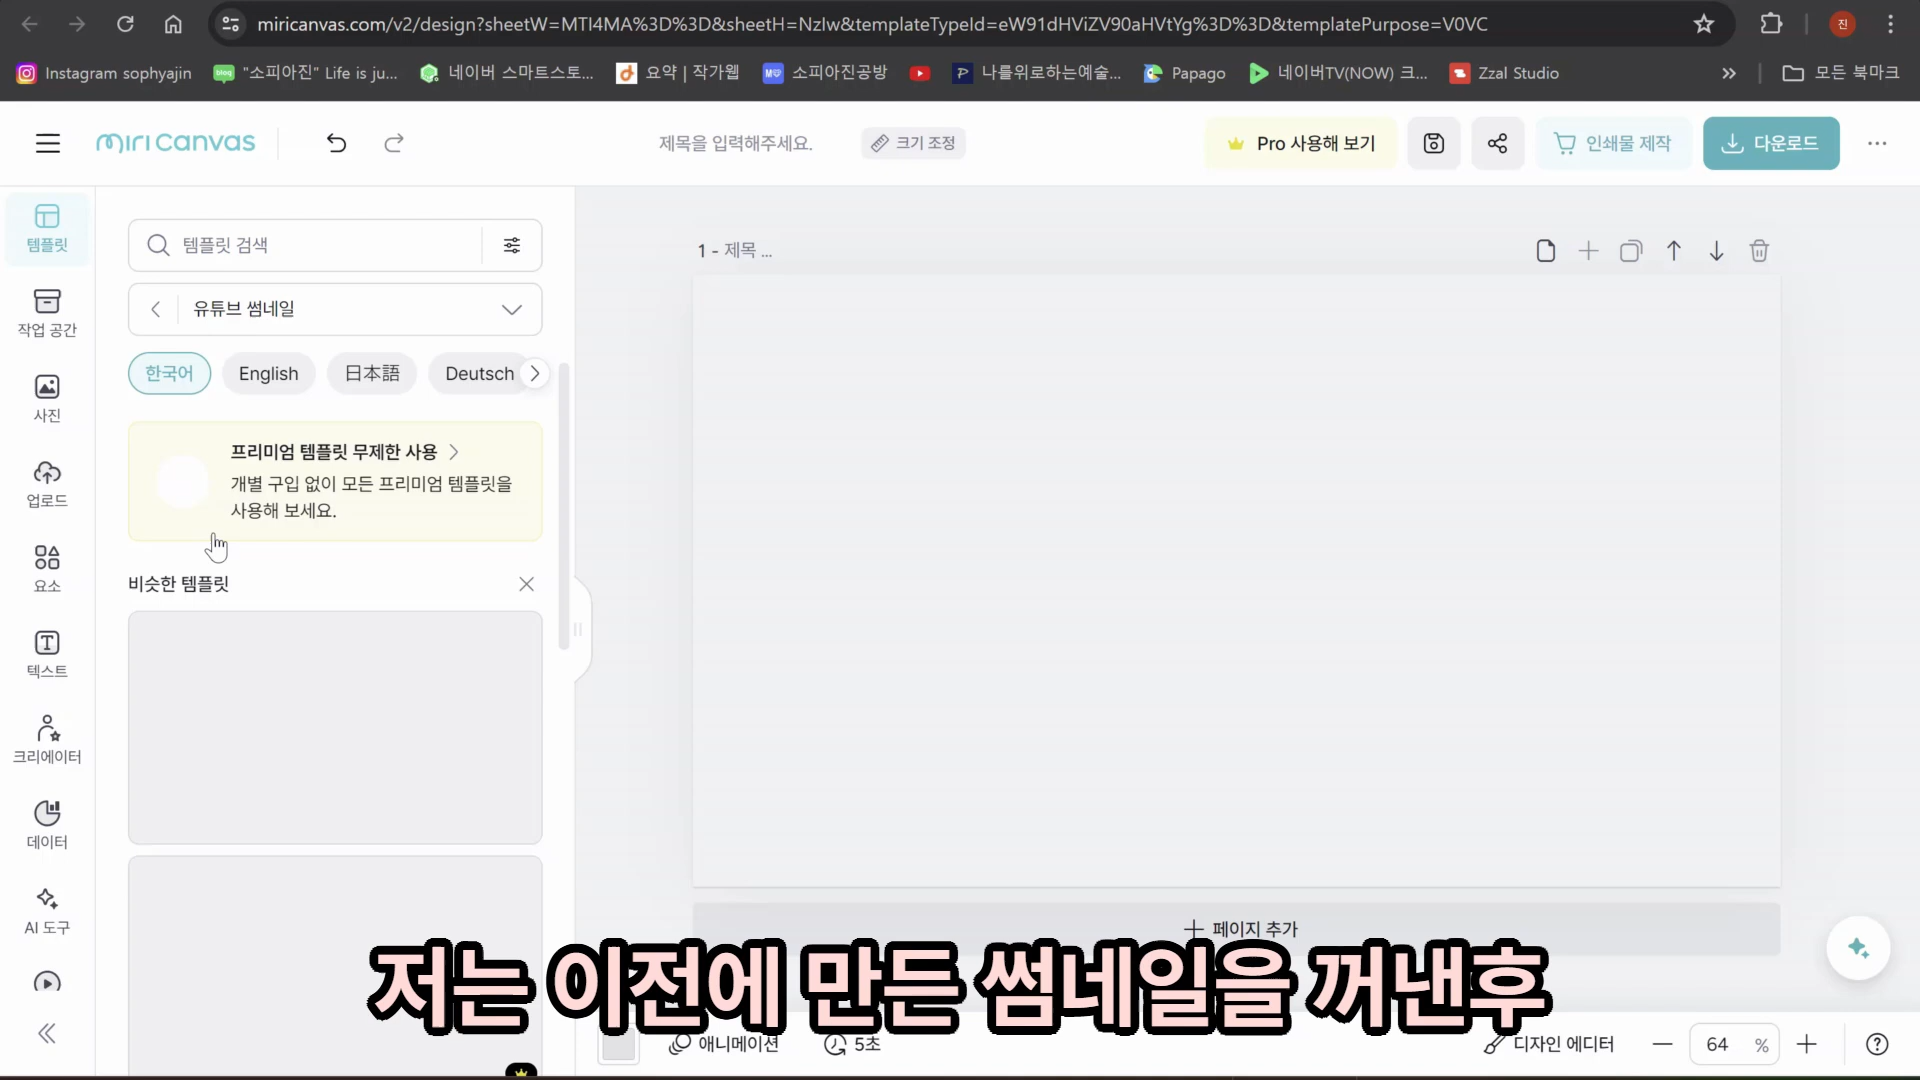 miricanvas.com/v2/design?sheetW=MTI4MA%3D%3D&sheetH=NzIw&templateTypeId=eW91dHViZV90aHVtYg%3D%3D&templatePurpose=V0VC
진
Instagram sophyajin
blog "소피아진" Life is ju...
네이버 스마트스토...
요약 | 작가웹
소피아진공방
나를위로하는예술...
Papago
네이버TV(NOW) 크...
Zzal Studio
모든 북마크
miri canvas
제목을 입력해주세요.
크기 조정
Pro 사용해 보기
인쇄물 제작
다운로드
템플릿
작업 공간
사진
업로드
요소
텍스트
크리에이터
데이터
AI 도구
템플릿 검색
유튜브 썸네일
한국어 English 日本語 Deutsch
프리미엄 템플릿 무제한 사용
개별 구입 없이 모든 프리미엄 템플릿을
사용해 보세요.
비슷한 템플릿
1 - 제목 ...
페이지 추가
저는 이전에 만든 썸네일을 꺼낸후
애니메이션
5초
디자인 에디터
64 %